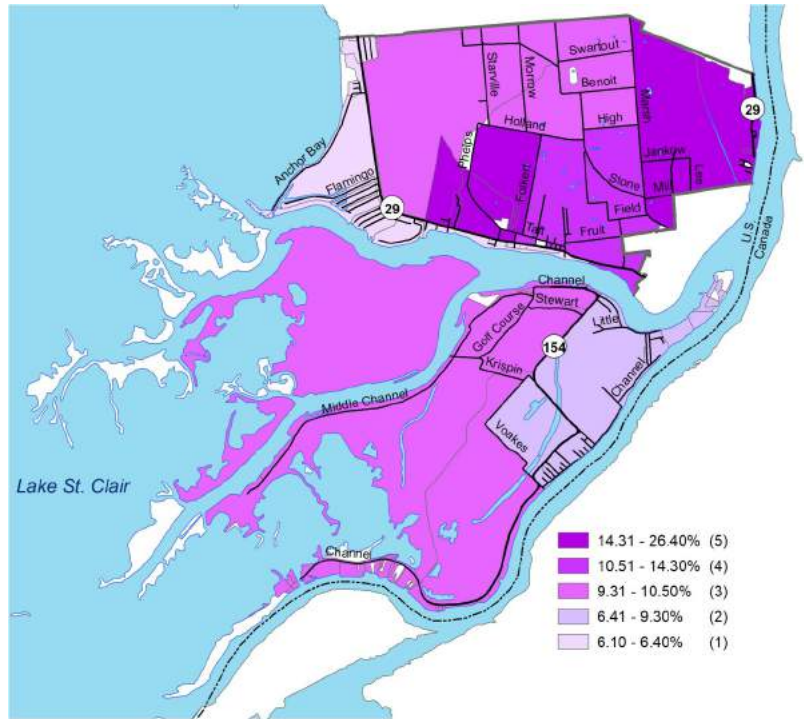 Swartout
Starville
Morrow
Benoit
Marsh
29
Holland
High
Anchor Bay
Phelps
Jankow
Flamingo
Folkert
Stone
Mill
Lee
29
Field
Taft
Fruit
U.S.
Canada
Channel
Stewart
Little
Golf Course
154
Krispin
Channel
Middle Channel
Voakes
Lake St. Clair
Channel
14.31 - 26.40% (5)
10.51 - 14.30% (4)
9.31 - 10.50% (3)
6.41 - 9.30% (2)
6.10 - 6.40% (1)